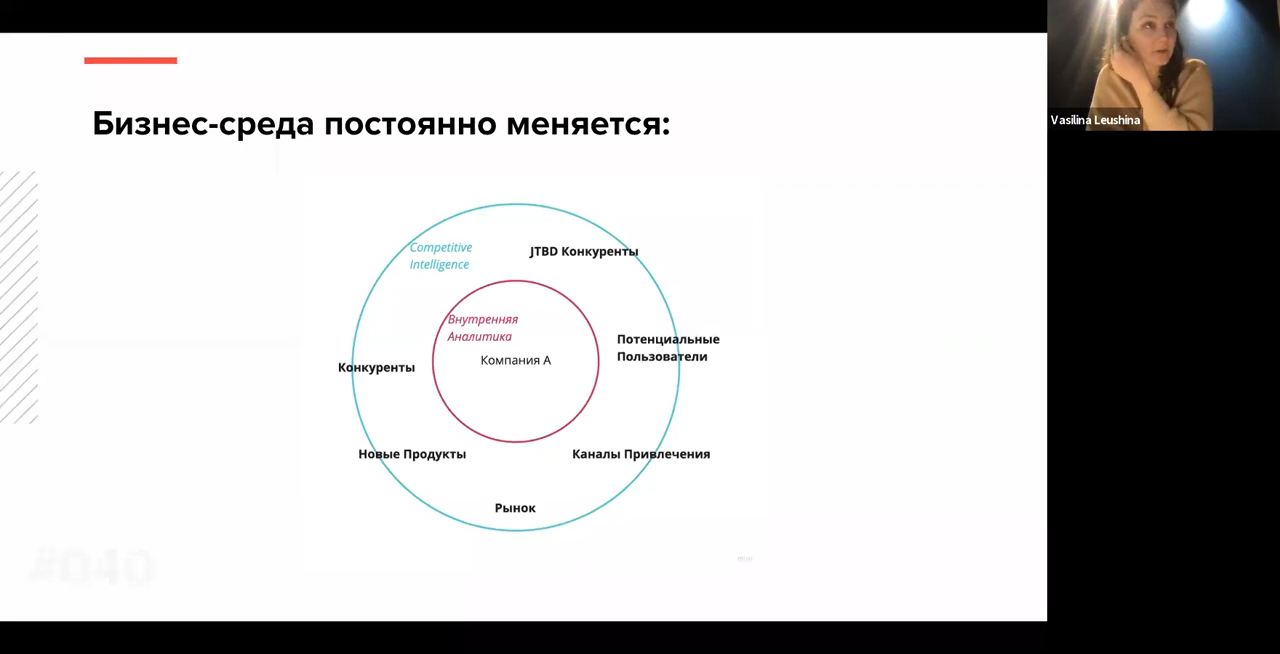 Бизнес-среда постоянно меняется:
Competitive
Intelligence
JTBD Конкуренты
Внутренняя
Аналитика
Компания А
Потенциальные
Пользователи
Конкуренты
Новые Продукты
Каналы Привлечения
Рынок
#040
Vasilina Leushina